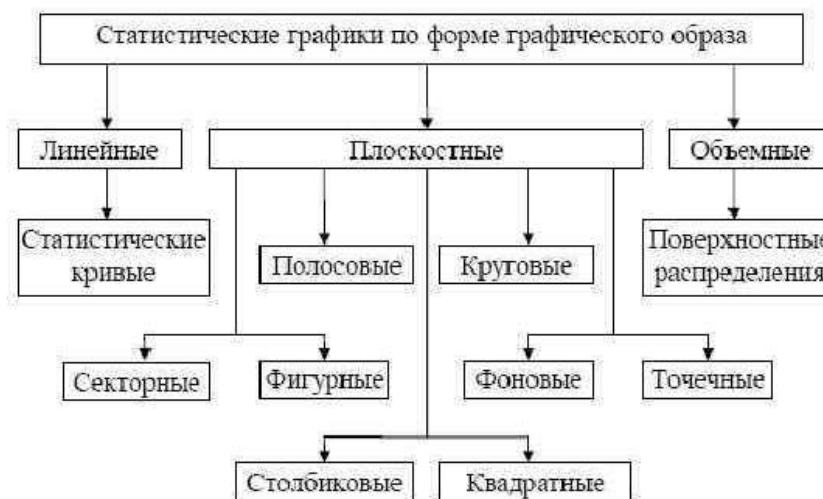 Статистические графики по форме графического образа
Линейные
Плоскостные
Объемные
Статистические
кривые
Полосовые
Круговые
Поверхностные
распределения
Секторные
Фигурные
Фоновые
Точечные
Столбиковые
Квадратные